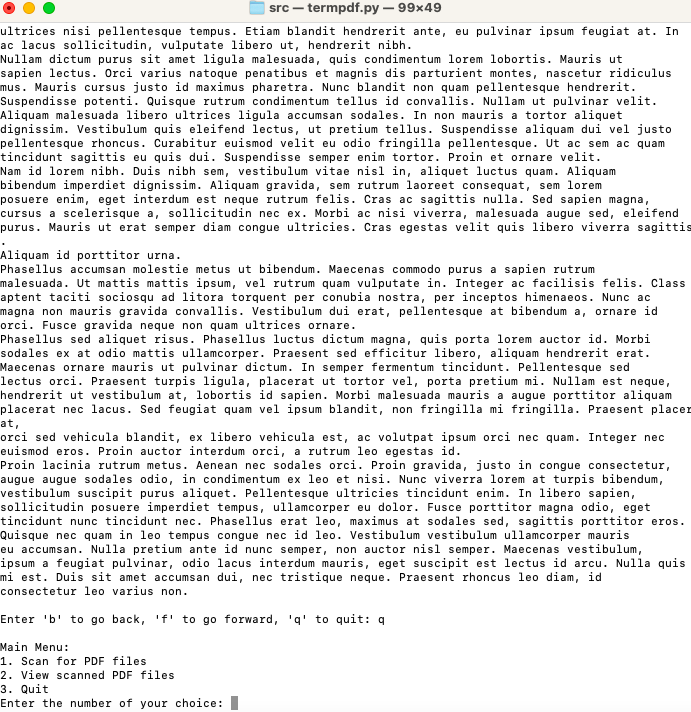 src — termpdf.py — 99×49
ultrices nisi pellentesque tempus. Etiam blandit hendrerit ante, eu pulvinar ipsum feugiat at. In
ac lacus sollicitudin, vulputate libero ut, hendrerit nibh.
Nullam dictum purus sit amet ligula malesuada, quis condimentum lorem lobortis. Mauris ut
sapien lectus. Orci varius natoque penatibus et magnis dis parturient montes, nascetur ridiculus
mus. Mauris cursus justo id maximus pharetra. Nunc blandit non quam pellentesque hendrerit.
Suspendisse potenti. Quisque rutrum condimentum tellus id convallis. Nullam ut pulvinar velit.
Aliquam malesuada libero ultrices ligula accumsan sodales. In non mauris a tortor aliquet
dignissim. Vestibulum quis eleifend lectus, ut pretium tellus. Suspendisse aliquam dui vel justo
pellentesque rhoncus. Curabitur euismod velit eu odio fringilla pellentesque. Ut ac sem ac quam
tincidunt sagittis eu quis dui. Suspendisse semper enim tortor. Proin et ornare velit.
Nam id lorem nibh. Duis nibh sem, vestibulum vitae nisl in, aliquet luctus quam. Aliquam
bibendum imperdiet dignissim. Aliquam gravida, sem rutrum laoreet consequat, sem lorem
posuere enim, eget interdum est neque rutrum felis. Cras ac sagittis nulla. Sed sapien magna,
cursus a scelerisque a, sollicitudin nec ex. Morbi ac nisi viverra, malesuada augue sed, eleifend
purus. Mauris ut erat semper diam congue ultricies. Cras egestas velit quis libero viverra sagittis
.
Aliquam id porttitor urna.
Phasellus accumsan molestie metus ut bibendum. Maecenas commodo purus a sapien rutrum
malesuada. Ut mattis mattis ipsum, vel rutrum quam vulputate in. Integer ac facilisis felis. Class
aptent taciti sociosqu ad litora torquent per conubia nostra, per inceptos himenaeos. Nunc ac
magna non mauris gravida convallis. Vestibulum dui erat, pellentesque at bibendum a, ornare id
orci. Fusce gravida neque non quam ultrices ornare.
Phasellus sed aliquet risus. Phasellus luctus dictum magna, quis porta lorem auctor id. Morbi
sodales ex at odio mattis ullamcorper. Praesent sed efficitur libero, aliquam hendrerit erat.
Maecenas ornare mauris ut pulvinar dictum. In semper fermentum tincidunt. Pellentesque sed
lectus orci. Praesent turpis ligula, placerat ut tortor vel, porta pretium mi. Nullam est neque,
hendrerit ut vestibulum at, lobortis id sapien. Morbi malesuada mauris a augue porttitor aliquam
placerat nec lacus. Sed feugiat quam vel ipsum blandit, non fringilla mi fringilla. Praesent placer
at,
orci sed vehicula blandit, ex libero vehicula est, ac volutpat ipsum orci nec quam. Integer nec
euismod eros. Proin auctor interdum orci, a rutrum leo egestas id.
Proin lacinia rutrum metus. Aenean nec sodales orci. Proin gravida, justo in congue consectetur,
augue augue sodales odio, in condimentum ex leo et nisi. Nunc viverra lorem at turpis bibendum,
vestibulum suscipit purus aliquet. Pellentesque ultricies tincidunt enim. In libero sapien,
sollicitudin posuere imperdiet tempus, ullamcorper eu dolor. Fusce porttitor magna odio, eget
tincidunt nunc tincidunt nec. Phasellus erat leo, maximus at sodales sed, sagittis porttitor eros.
Quisque nec quam in leo tempus congue nec id leo. Vestibulum vestibulum ullamcorper mauris
eu accumsan. Nulla pretium ante id nunc semper, non auctor nisl semper. Maecenas vestibulum,
ipsum a feugiat pulvinar, odio lacus interdum mauris, eget suscipit est lectus id arcu. Nulla quis
mi est. Duis sit amet accumsan dui, nec tristique neque. Praesent rhoncus leo diam, id
consectetur leo varius non.
Enter 'b' to go back, 'f' to go forward, 'q' to quit: q
Main Menu:
1. Scan for PDF files
2. View scanned PDF files
3. Quit
Enter the number of your choice: